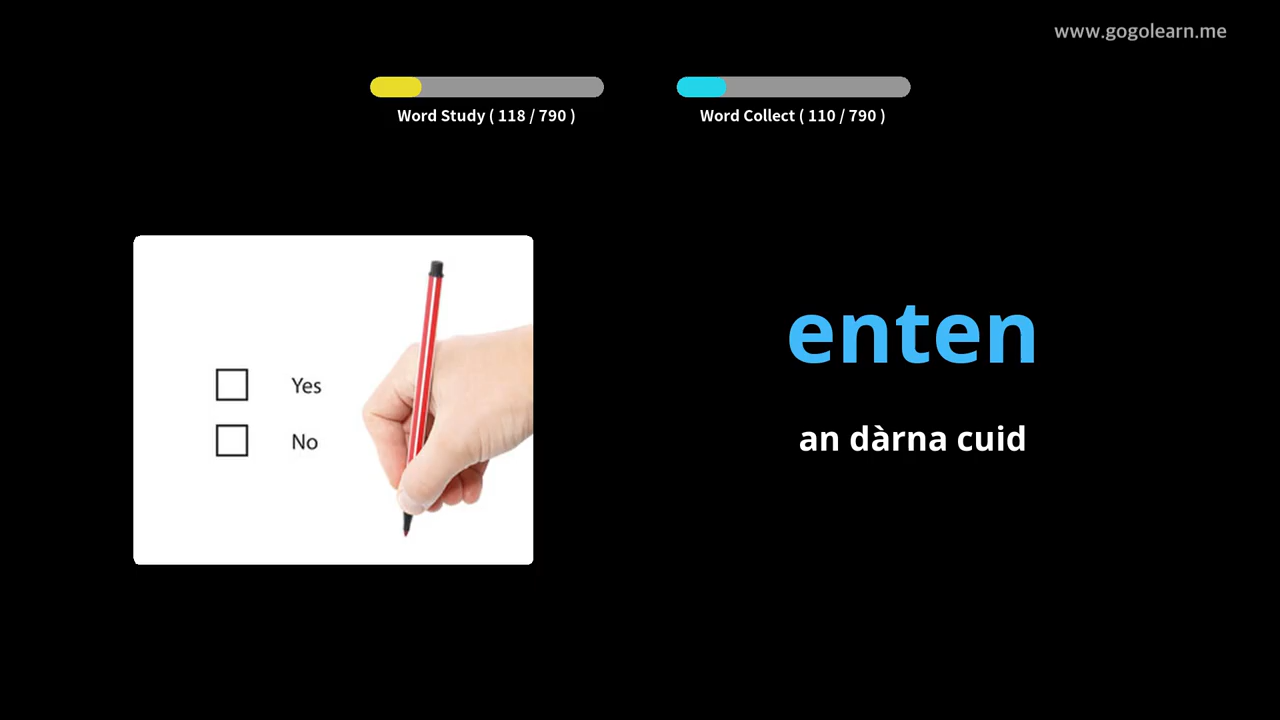 www.gogolearn.me
Word Study ( 118 / 790 )
Word Collect ( 110 / 790 )
Yes
No
enten
an dàrna cuid